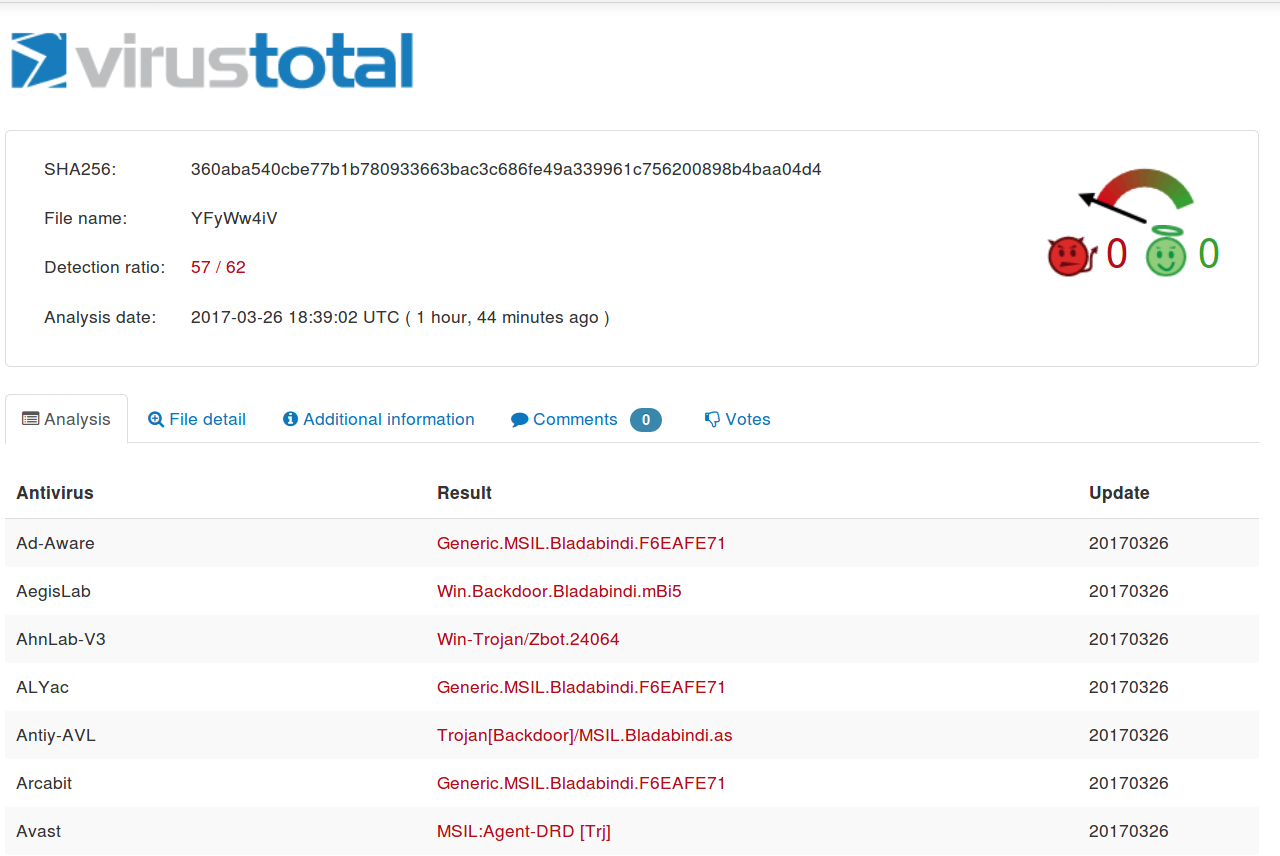 virustotal
SHA256: 360aba540cbe77b1b780933663bac3c686fe49a339961c756200898b4baa04d4
File name: YFyWw4iV
Detection ratio: 57 / 62
Analysis date: 2017-03-26 18:39:02 UTC ( 1 hour, 44 minutes ago )
0 0
Analysis File detail Additional information Comments 0 Votes
Antivirus Result Update
Ad-Aware Generic.MSIL.Bladabindi.F6EAFE71 20170326
AegisLab Win.Backdoor.Bladabindi.mBi5 20170326
AhnLab-V3 Win-Trojan/Zbot.24064 20170326
ALYac Generic.MSIL.Bladabindi.F6EAFE71 20170326
Antiy-AVL Trojan[Backdoor]/MSIL.Bladabindi.as 20170326
Arcabit Generic.MSIL.Bladabindi.F6EAFE71 20170326
Avast MSIL:Agent-DRD [Trj] 20170326